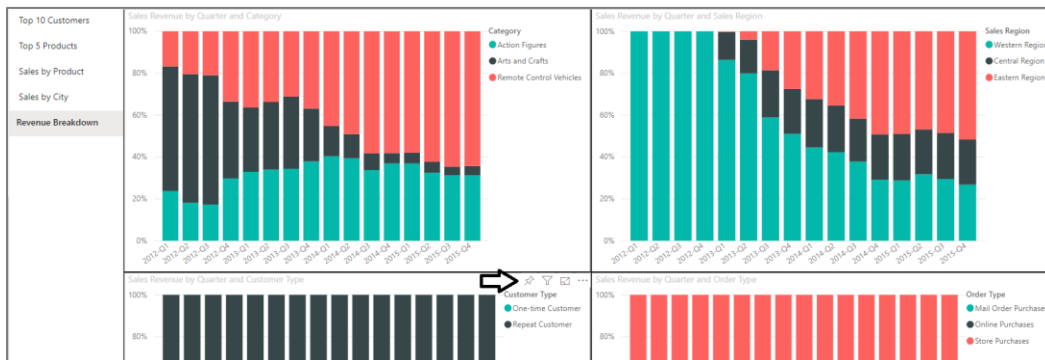 Top 10 Customers
Top 5 Products
Sales by Product
Sales by City
Revenue Breakdown
Sales Revenue by Quarter and Category
100%
80%
60%
40%
20%
0%
2012-Q1
2012-Q2
2012-Q3
2012-Q4
2013-Q1
2013-Q2
2013-Q3
2013-Q4
2014-Q1
2014-Q2
2014-Q3
2014-Q4
2015-Q1
2015-Q2
2015-Q3
2015-Q4
Category
Action Figures
Arts and Crafts
Remote Control Vehicles
Sales Revenue by Quarter and Sales Region
100%
80%
60%
40%
20%
0%
2012-Q1
2012-Q2
2012-Q3
2012-Q4
2013-Q1
2013-Q2
2013-Q3
2013-Q4
2014-Q1
2014-Q2
2014-Q3
2014-Q4
2015-Q1
2015-Q2
2015-Q3
2015-Q4
Sales Region
Western Region
Central Region
Eastern Region
Sales Revenue by Quarter and Customer Type
100%
80%
Customer Type
One-time Customer
Repeat Customer
Sales Revenue by Quarter and Order Type
100%
80%
Order Type
Mail Order Purchases
Online Purchases
Store Purchases